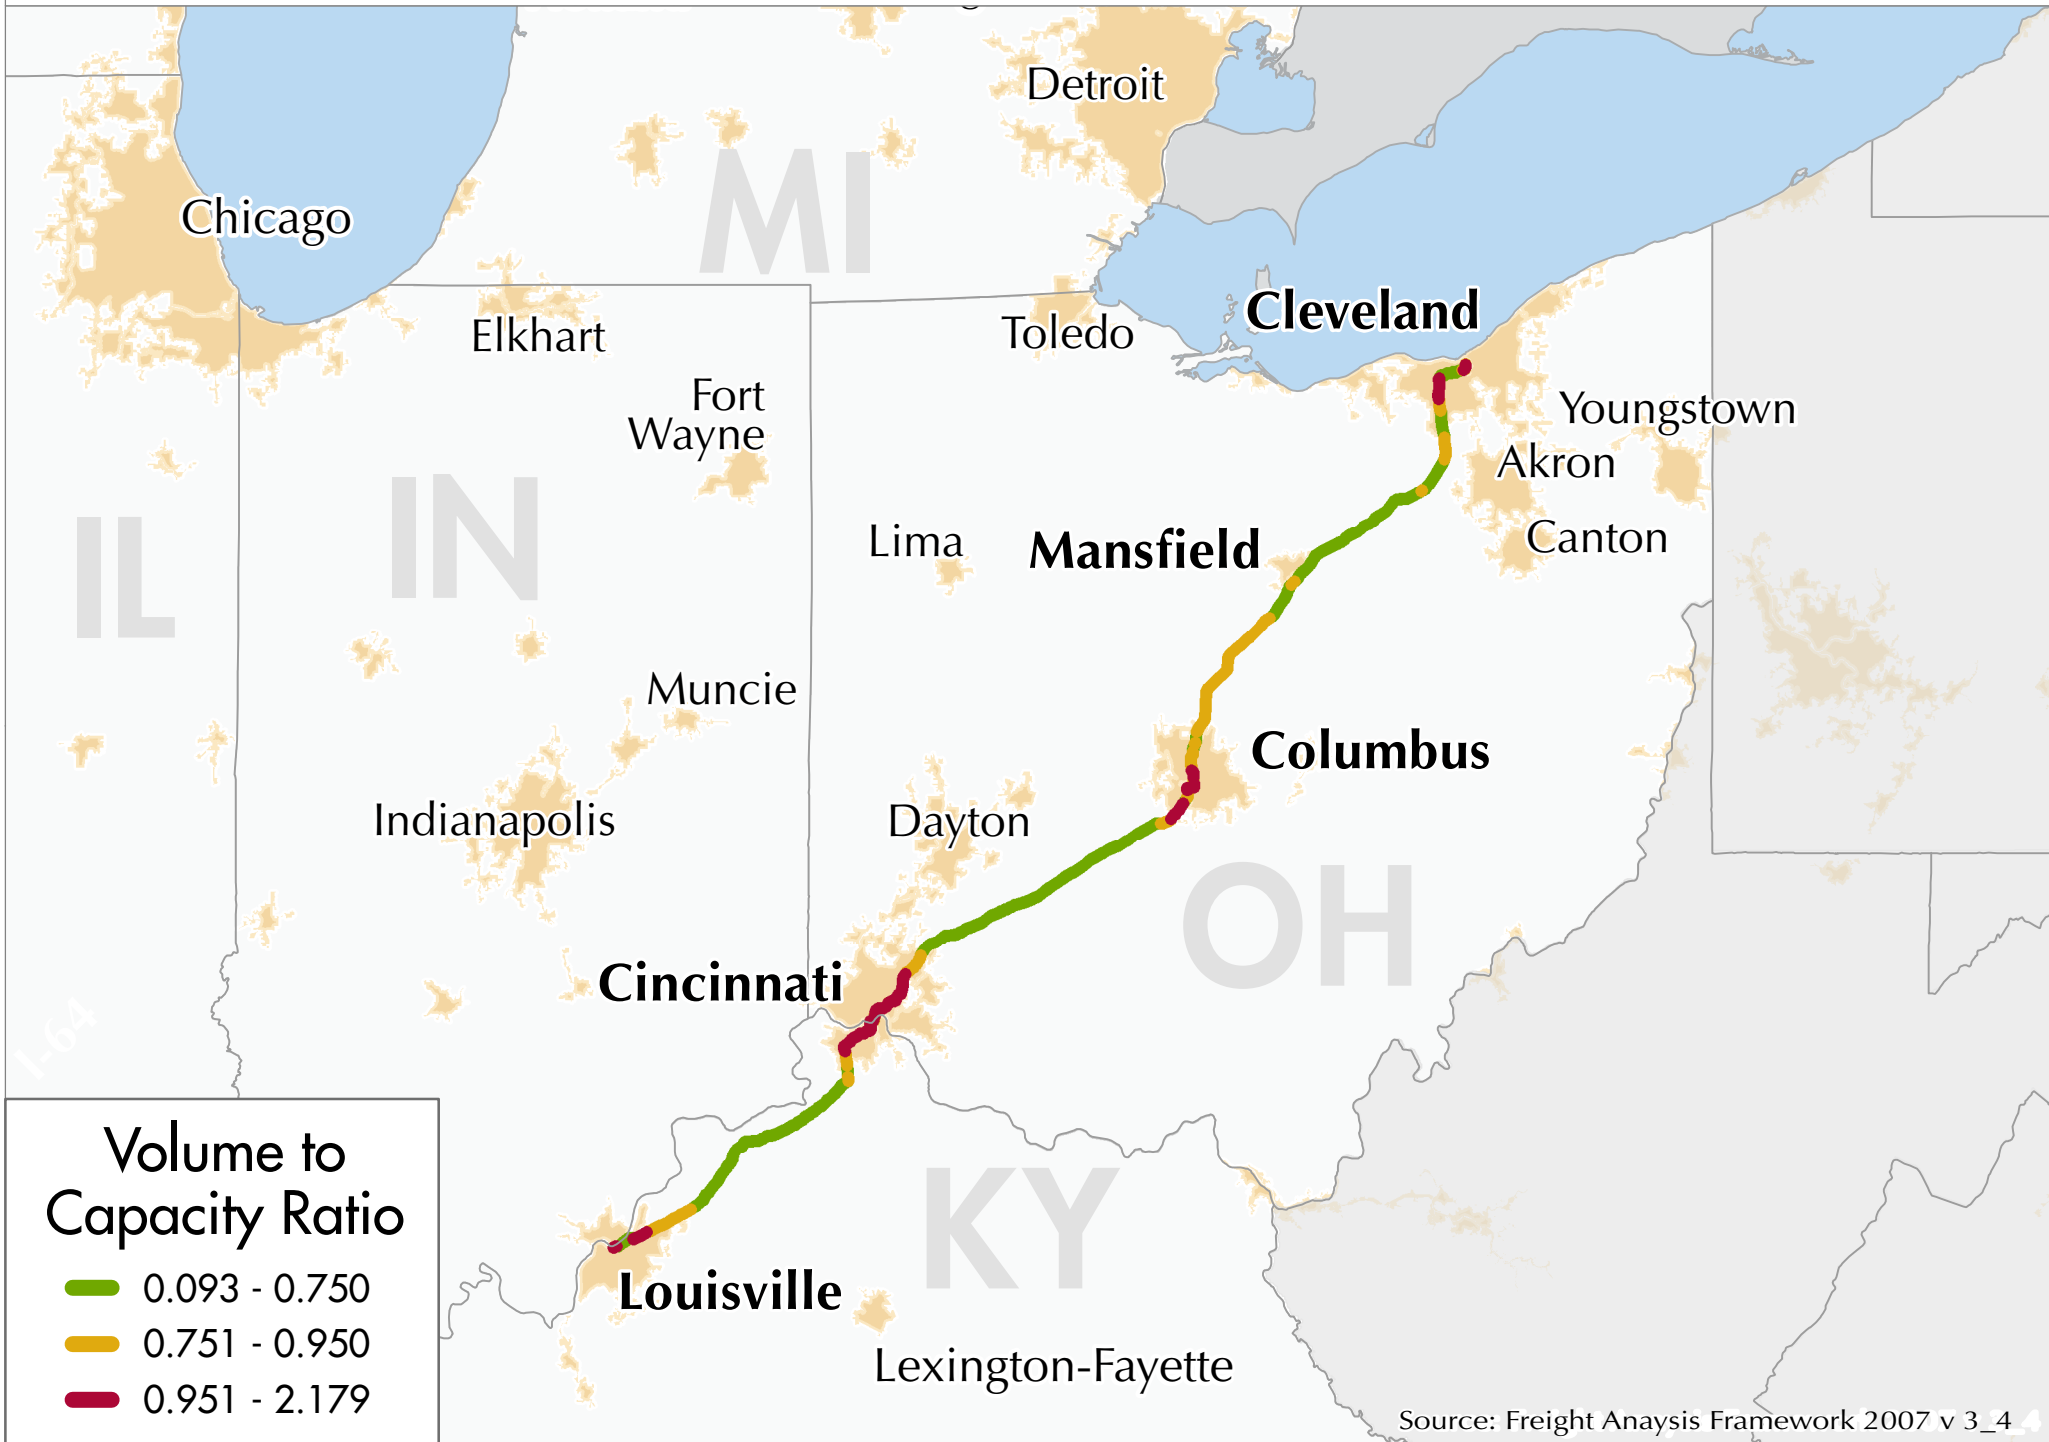 Detroit
MI
Chicago
Cleveland
Elkhart
Toledo
Fort
Wayne
Youngstown
Akron
IN
IL
Lima
Mansfield
Canton
Muncie
Columbus
Indianapolis
Dayton
OH
Cincinnati
I-64
KY
Louisville
Lexington-Fayette
Volume to
Capacity Ratio
0.093 - 0.750
0.751 - 0.950
0.951 - 2.179
Source: Freight Anaysis Framework 2007 v 3_4